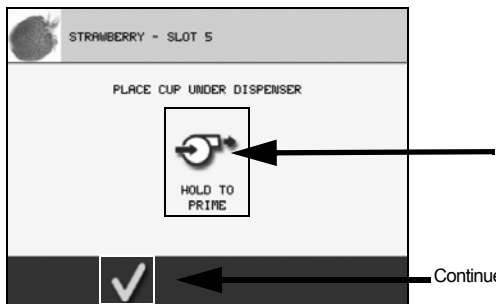 STRAWBERRY - SLOT 5
PLACE CUP UNDER DISPENSER
HOLD TO
PRIME
Continue